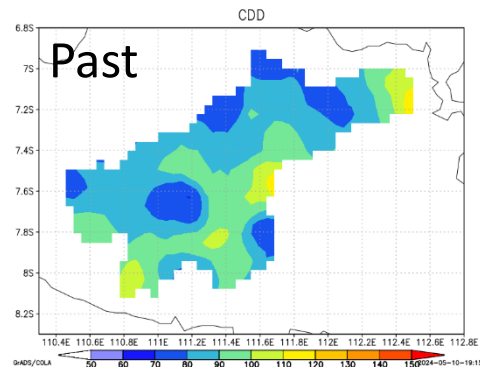 CDD
Past
6.8S
7S
7.2S
7.4S
7.6S
7.8S
8S
8.2S
110.4E 110.6E 110.8E 111E 111.2E 111.4E 111.6E 111.8E 112E 112.2E 112.4E 112.6E 112.8E
50 60 70 80 90 100 110 120 130 140 150
GrADS/COLA 2024-05-10-19:15